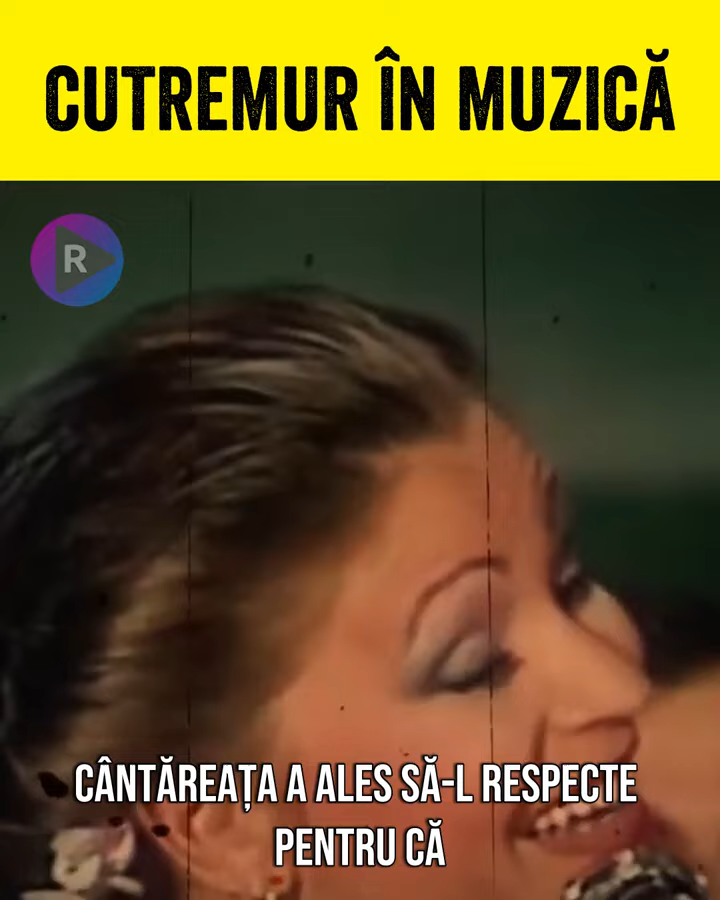 CUTREMUR ÎN MUZICĂ
R
CÂNTĂREAȚA A ALES SĂ-L RESPECTE
PENTRU CĂ